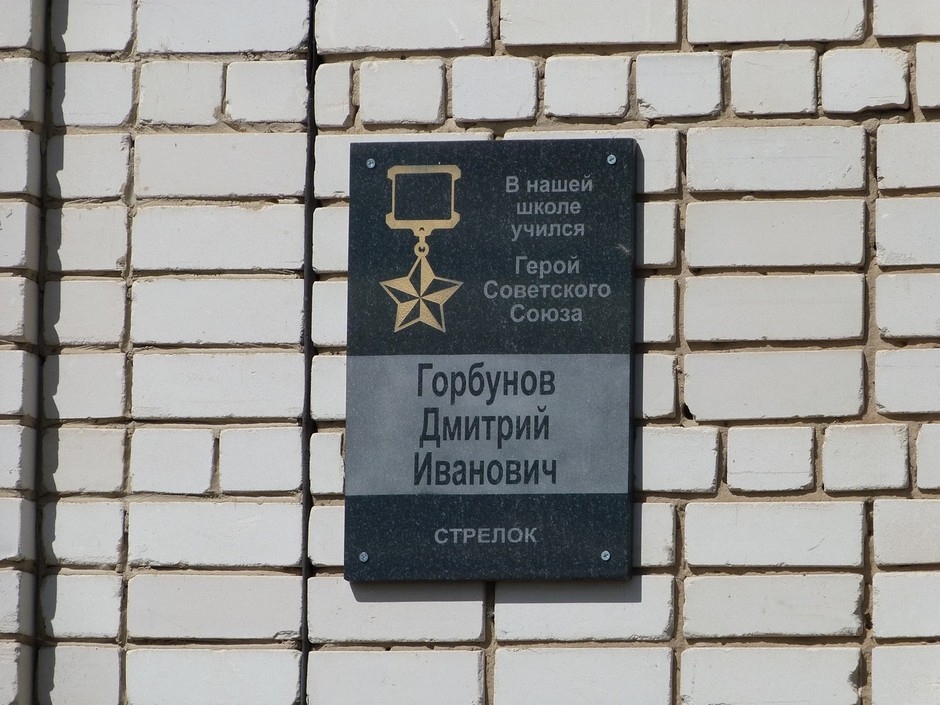 В нашей
школе
учился
Герой
Советского
Союза
Горбунов
Дмитрий
Иванович
СТРЕЛОК